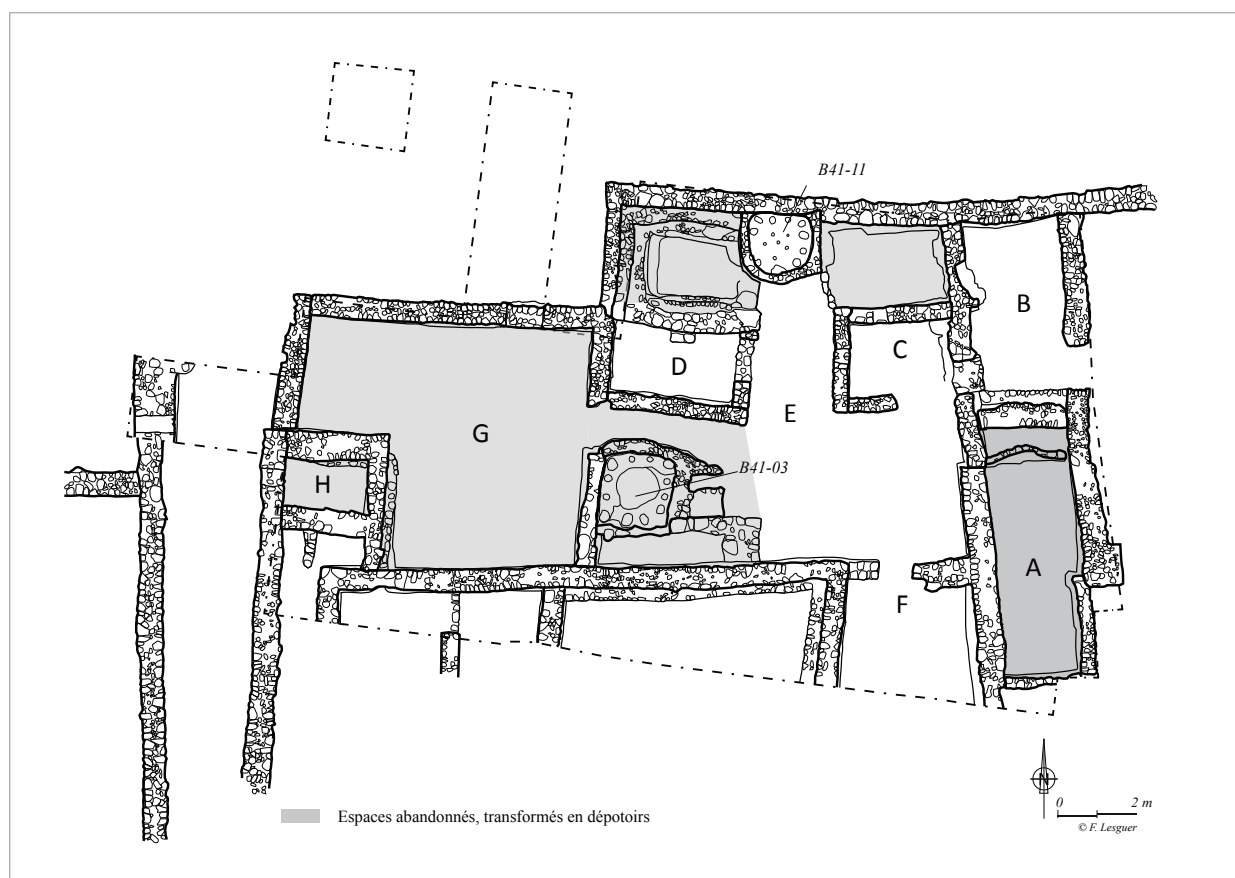 B41-11
B
C
D
E
G
B41-03
H
A
F
N
0 2 m
Espaces abandonnés, transformés en dépotoirs
© F. Lesguer